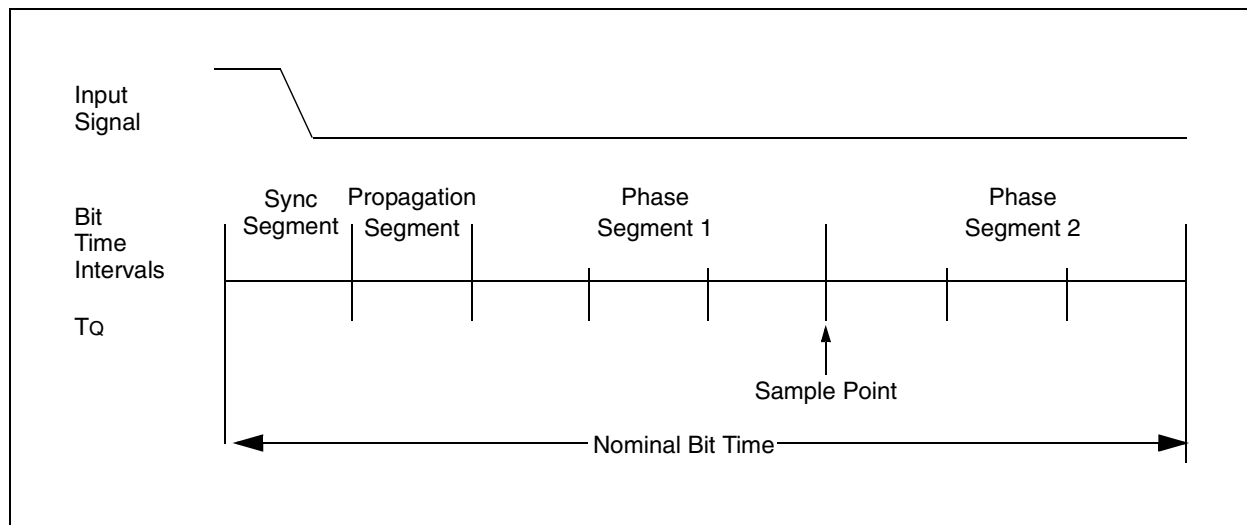 Input
Signal
Sync
Segment
Propagation
Segment
Phase
Segment 1
Phase
Segment 2
Bit
Time
Intervals
TQ
Sample Point
Nominal Bit Time